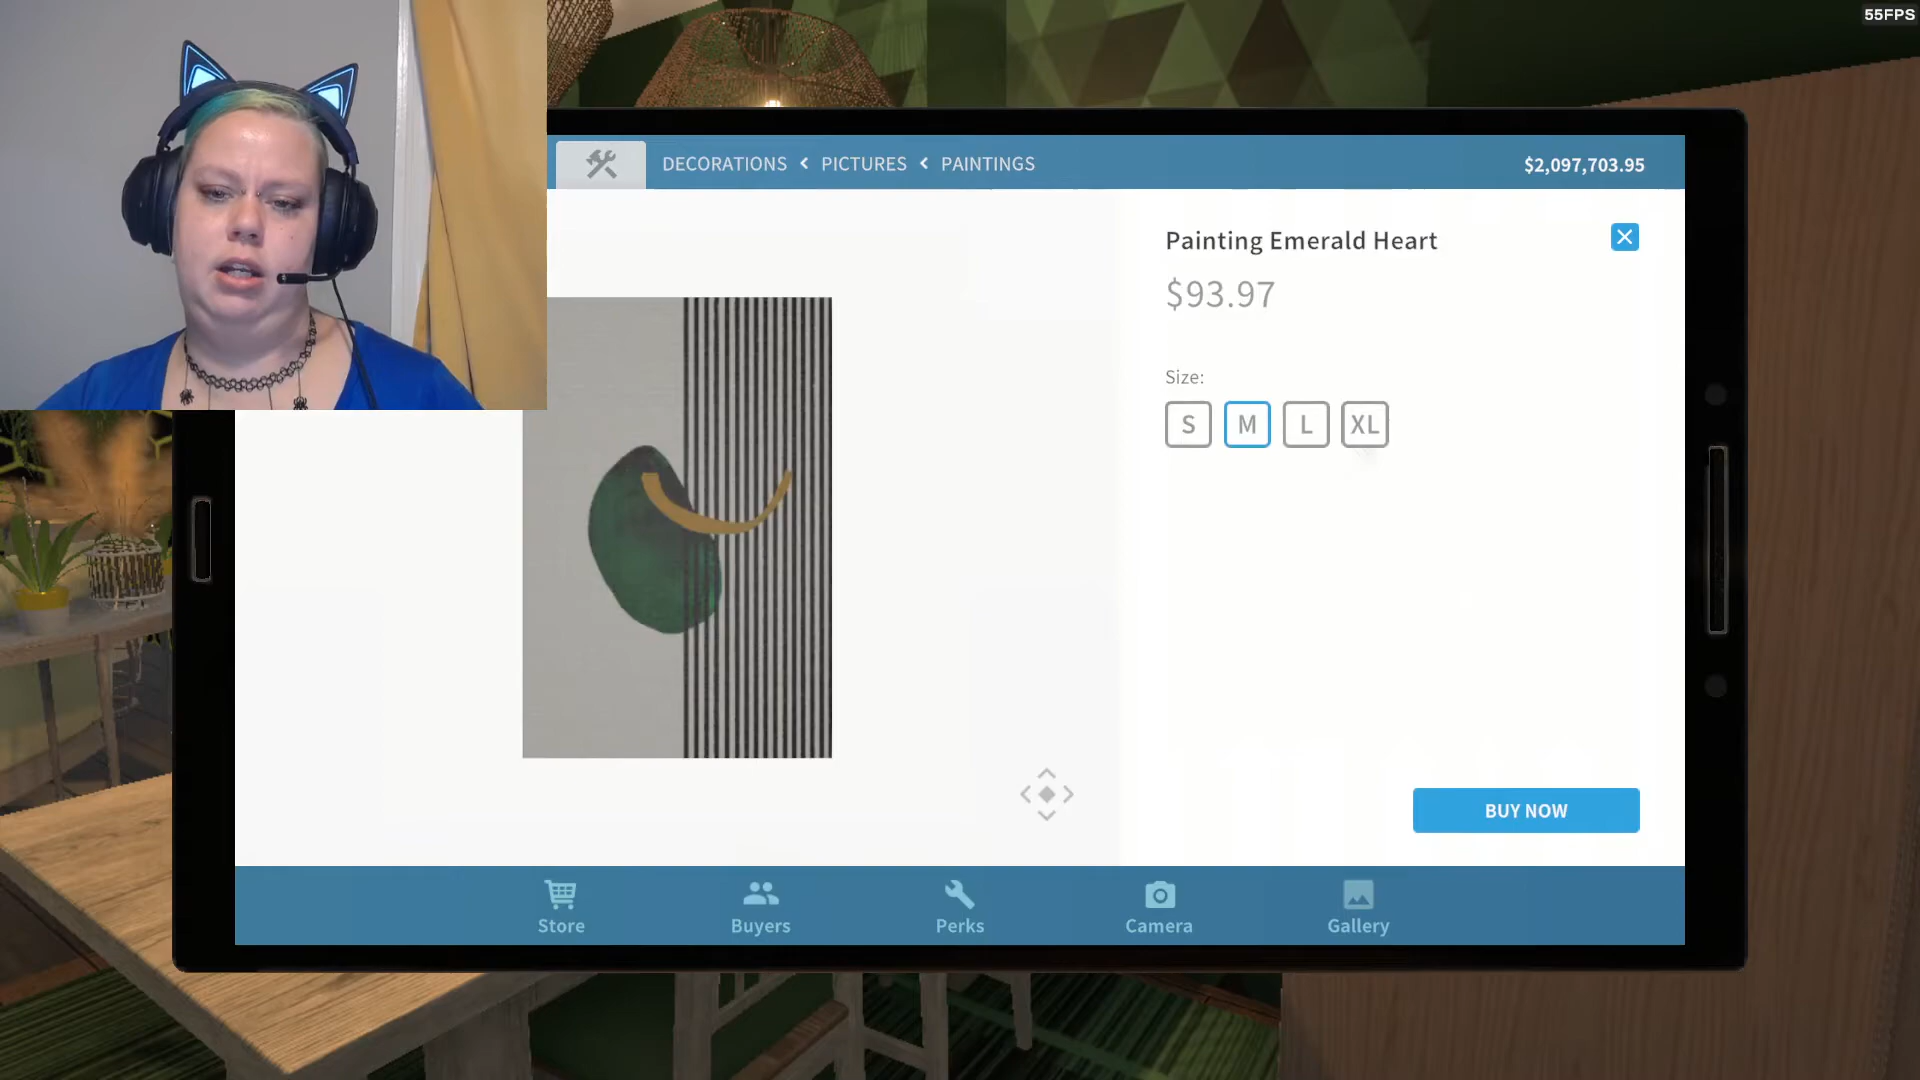 55FPS
DECORATIONS < PICTURES < PAINTINGS
$2,097,703.95
Painting Emerald Heart
$93.97
Size:
S M L XL
BUY NOW
Store Buyers Perks Camera Gallery